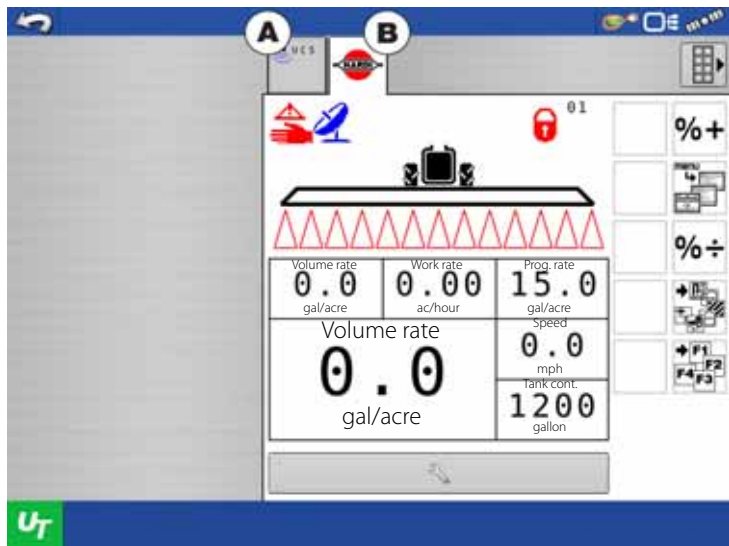 A
B
UCS
HARDI
01
%+
menu
Volume rate
Work rate
Prog. rate
0.0
0.00
15.0
%÷
gal/acre
ac/hour
gal/acre
Volume rate
Speed
0.0
0.0
mph
F1
F2
F4 F3
Tank cont.
gal/acre
1200
gallon
UT